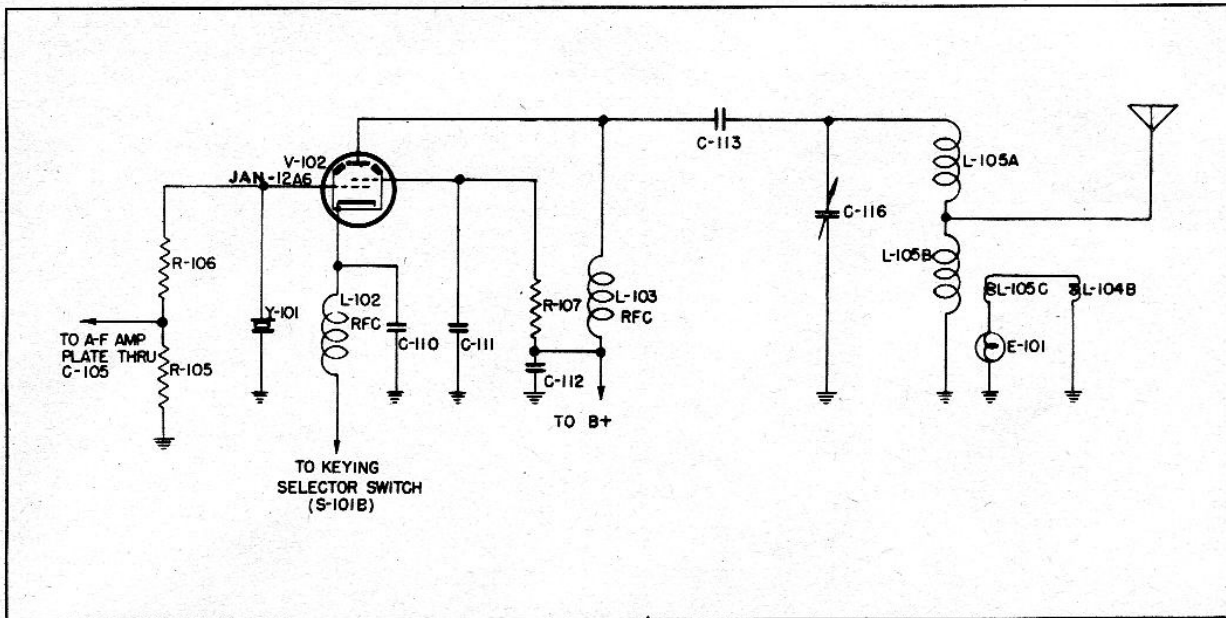 V-102
JAN-12A6
C-113
L-105A
C-116
R-106
L-105B
L-102
RFC
R-107
L-103
RFC
L-105C
L-104B
Y-101
TO A-F AMP
PLATE THRU
C-105
R-105
C-110
C-111
E-101
C-112
TO B+
TO KEYING
SELECTOR SWITCH
(S-101B)